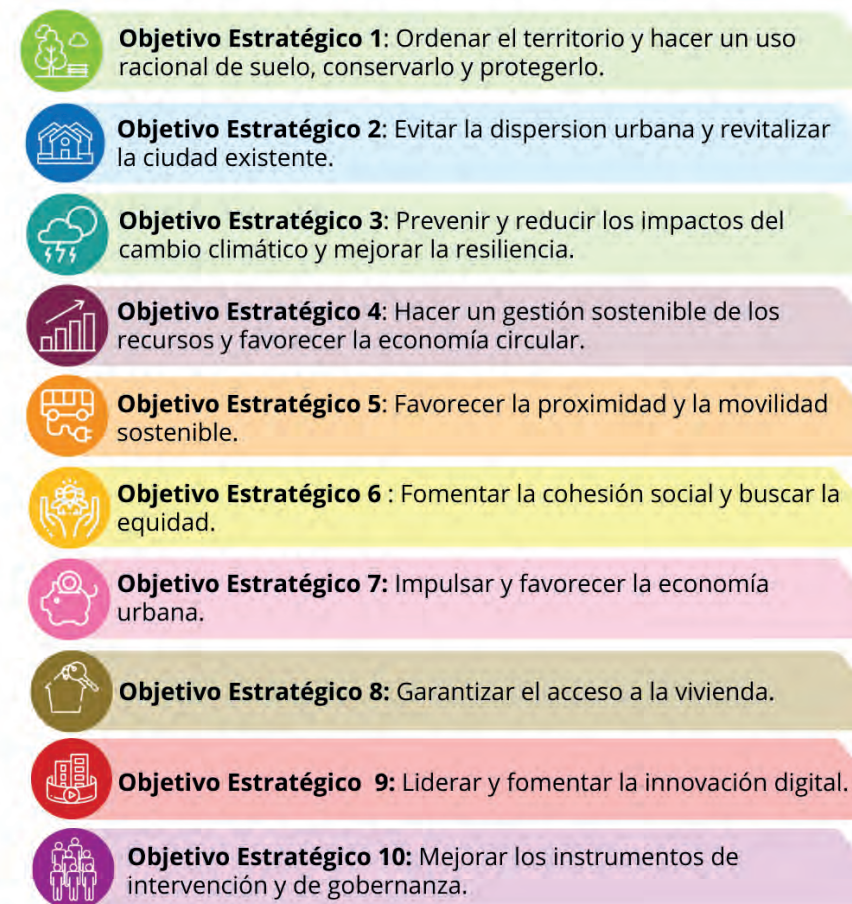 Objetivo Estratégico 1: Ordenar el territorio y hacer un uso
racional de suelo, conservarlo y protegerlo.
Objetivo Estratégico 2: Evitar la dispersion urbana y revitalizar
la ciudad existente.
Objetivo Estratégico 3: Prevenir y reducir los impactos del
cambio climático y mejorar la resiliencia.
Objetivo Estratégico 4: Hacer un gestión sostenible de los
recursos y favorecer la economía circular.
Objetivo Estratégico 5: Favorecer la proximidad y la movilidad
sostenible.
Objetivo Estratégico 6 : Fomentar la cohesión social y buscar la
equidad.
Objetivo Estratégico 7: Impulsar y favorecer la economía
urbana.
Objetivo Estratégico 8: Garantizar el acceso a la vivienda.
Objetivo Estratégico 9: Liderar y fomentar la innovación digital.
Objetivo Estratégico 10: Mejorar los instrumentos de
intervención y de gobernanza.